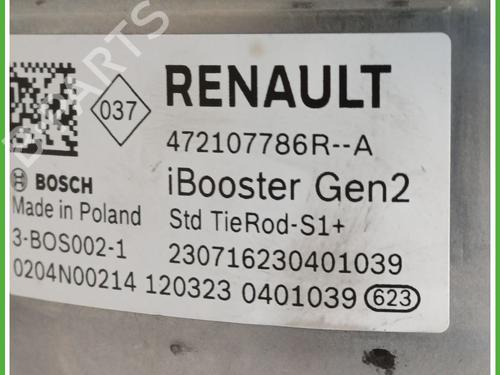 RENAULT
037
472107786R--A
BOSCH
iBooster Gen2
Made in Poland
Std TieRod-S1+
3-BOS002-1
230716230401039
0204N00214 120323 0401039 623